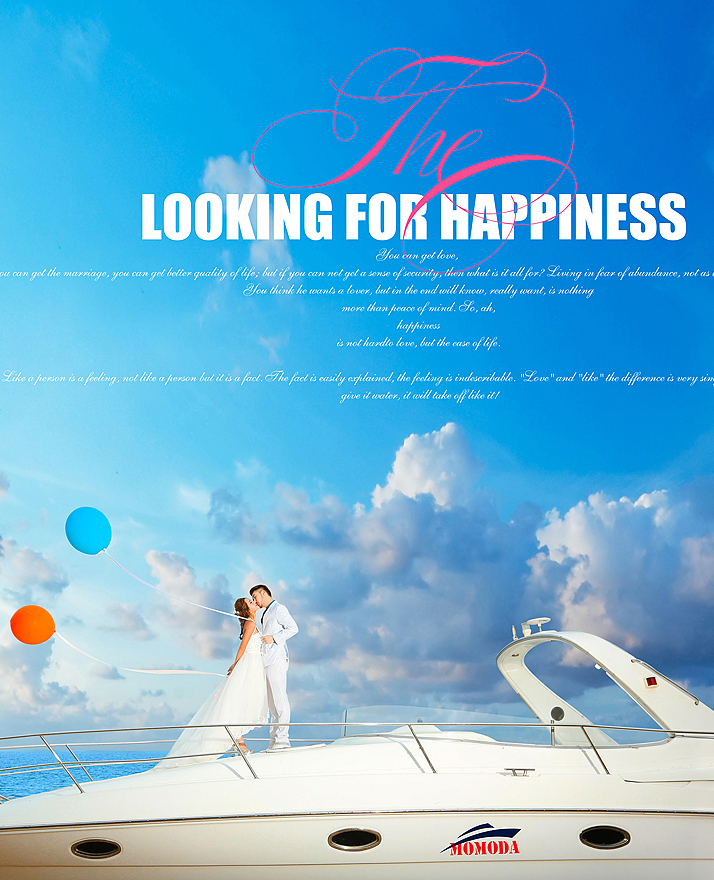 The
LOOKING FOR HAPPINESS
You can get love,
ou can get the marriage, you can get better quality of life; but if you can not get a sense of security, then what is it all for? Living in fear of abundance, not as
You think he wants a lover, but in the end will know, really want, is nothing
more than peace of mind. So, ah,
happiness
is not hardto love, but the ease of life.
Like a person is a feeling, not like a person but it is a fact. The fact is easily explained, the feeling is indescribable. "Love" and "like" the difference is very sim
give it water, it will take off like it!
MOMODA